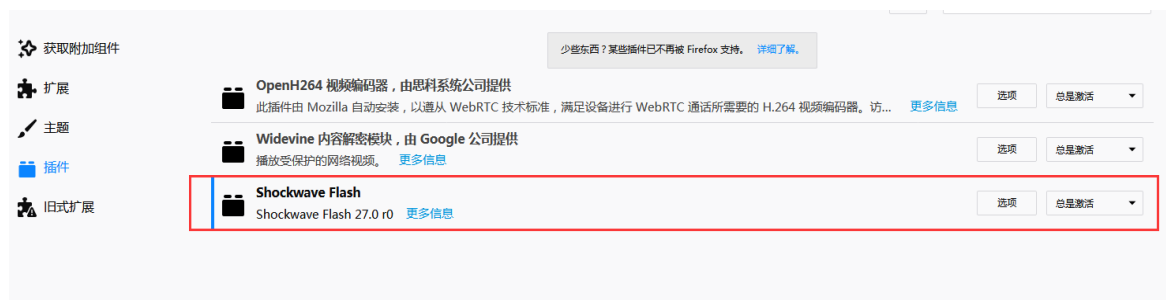 获取附加组件
扩展
主题
插件
旧式扩展
少些东西？某些插件已不再被 Firefox 支持。 详细了解。
OpenH264 视频编码器，由思科系统公司提供
此插件由 Mozilla 自动安装，以遵从 WebRTC 技术标准，满足设备进行 WebRTC 通话所需要的 H.264 视频编码器。访... 更多信息
选项 总是激活
Widevine 内容解密模块，由 Google 公司提供
播放受保护的网络视频。 更多信息
选项 总是激活
Shockwave Flash
Shockwave Flash 27.0 r0 更多信息
选项 总是激活